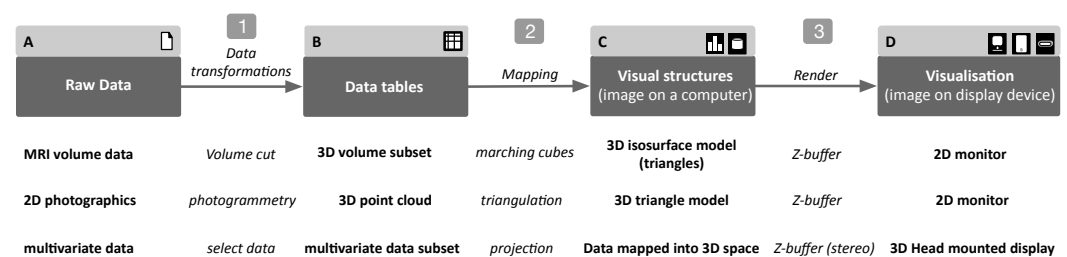 1
2
3
A
Data
transformations
B
C
D
Raw Data
Data tables
Mapping
Visual structures
(image on a computer)
Render
Visualisation
(image on display device)
MRI volume data
Volume cut
3D volume subset
marching cubes
3D isosurface model
(triangles)
Z-buffer
2D monitor
2D photographics
photogrammetry
3D point cloud
triangulation
3D triangle model
Z-buffer
2D monitor
multivariate data
select data
multivariate data subset
projection
Data mapped into 3D space
Z-buffer (stereo)
3D Head mounted display